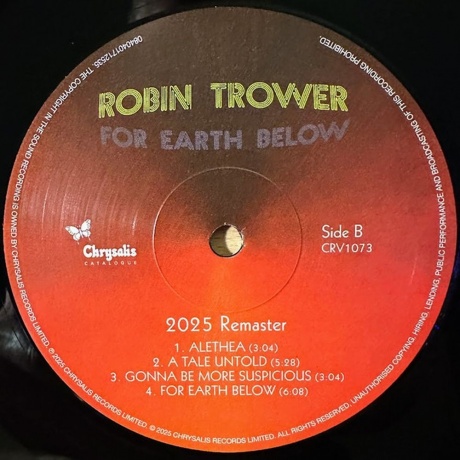 ROBIN TROWER
FOR EARTH BELOW
Chrysalis
CATALOGUE
Side B
CRV1073
2025 Remaster
1. ALETHEA (3:04)
2. A TALE UNTOLD (5:28)
3. GONNA BE MORE SUSPICIOUS (3:04)
4. FOR EARTH BELOW (6:08)
0840401712535. THE COPYRIGHT IN THE SOUND RECORDING IS OWNED BY CHRYSALIS RECORDS LIMITED. ℗ 2025 CHRYSALIS RECORDS LIMITED. © 2025 CHRYSALIS RECORDS LIMITED. ALL RIGHTS RESERVED. UNAUTHORISED COPYING, HIRING, LENDING, PUBLIC PERFORMANCE AND BROADCASTING OF THIS RECORDING PROHIBITED.